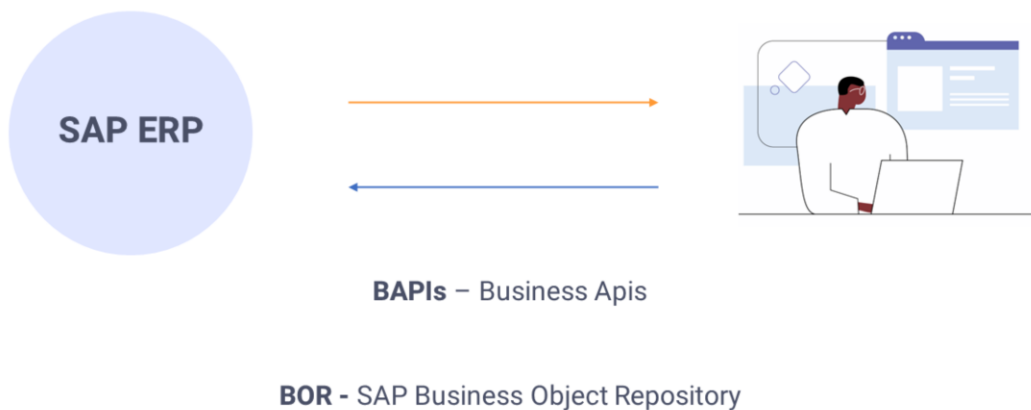 SAP ERP
BAPIs – Business Apis
BOR - SAP Business Object Repository